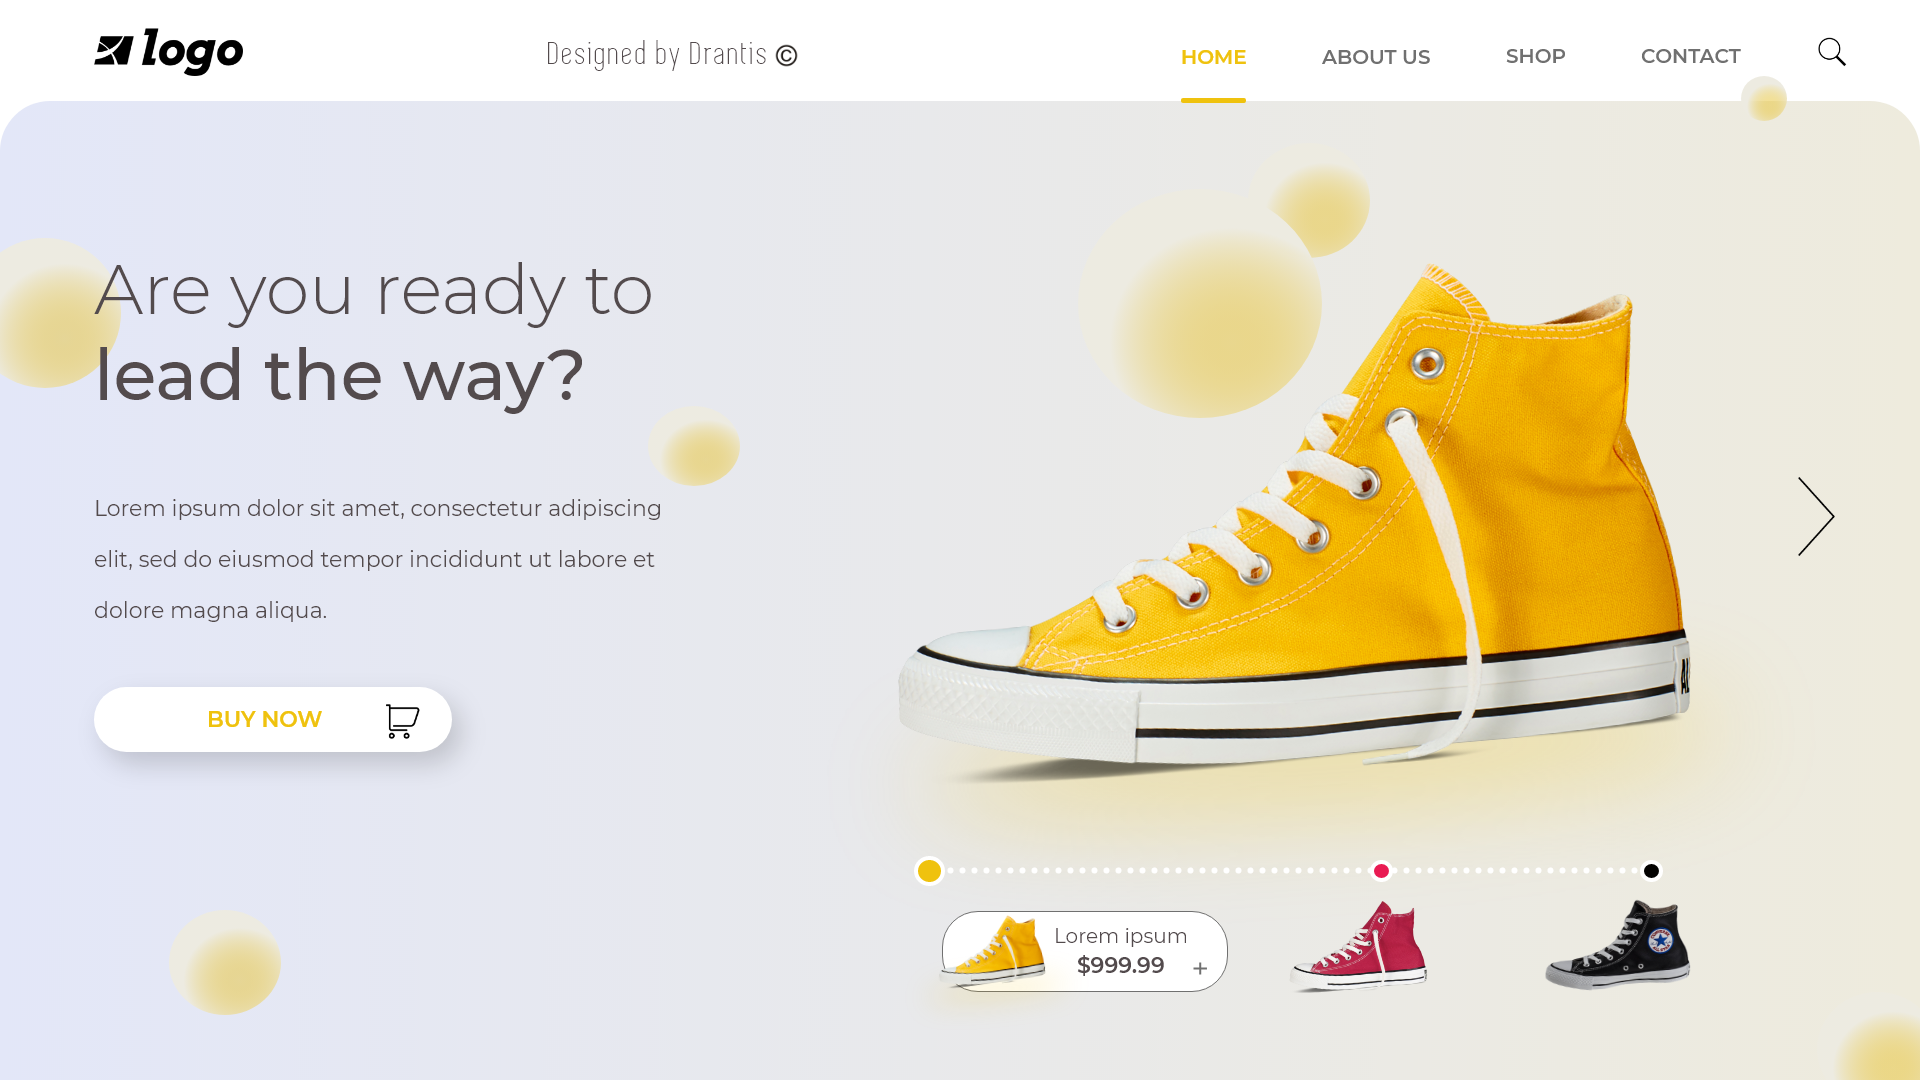 logo
Designed by Drantis ©
HOME
ABOUT US
SHOP
CONTACT
Are you ready to
lead the way?
Lorem ipsum dolor sit amet, consectetur adipiscing
elit, sed do eiusmod tempor incididunt ut labore et
dolore magna aliqua.
BUY NOW
Lorem ipsum
$999.99 +